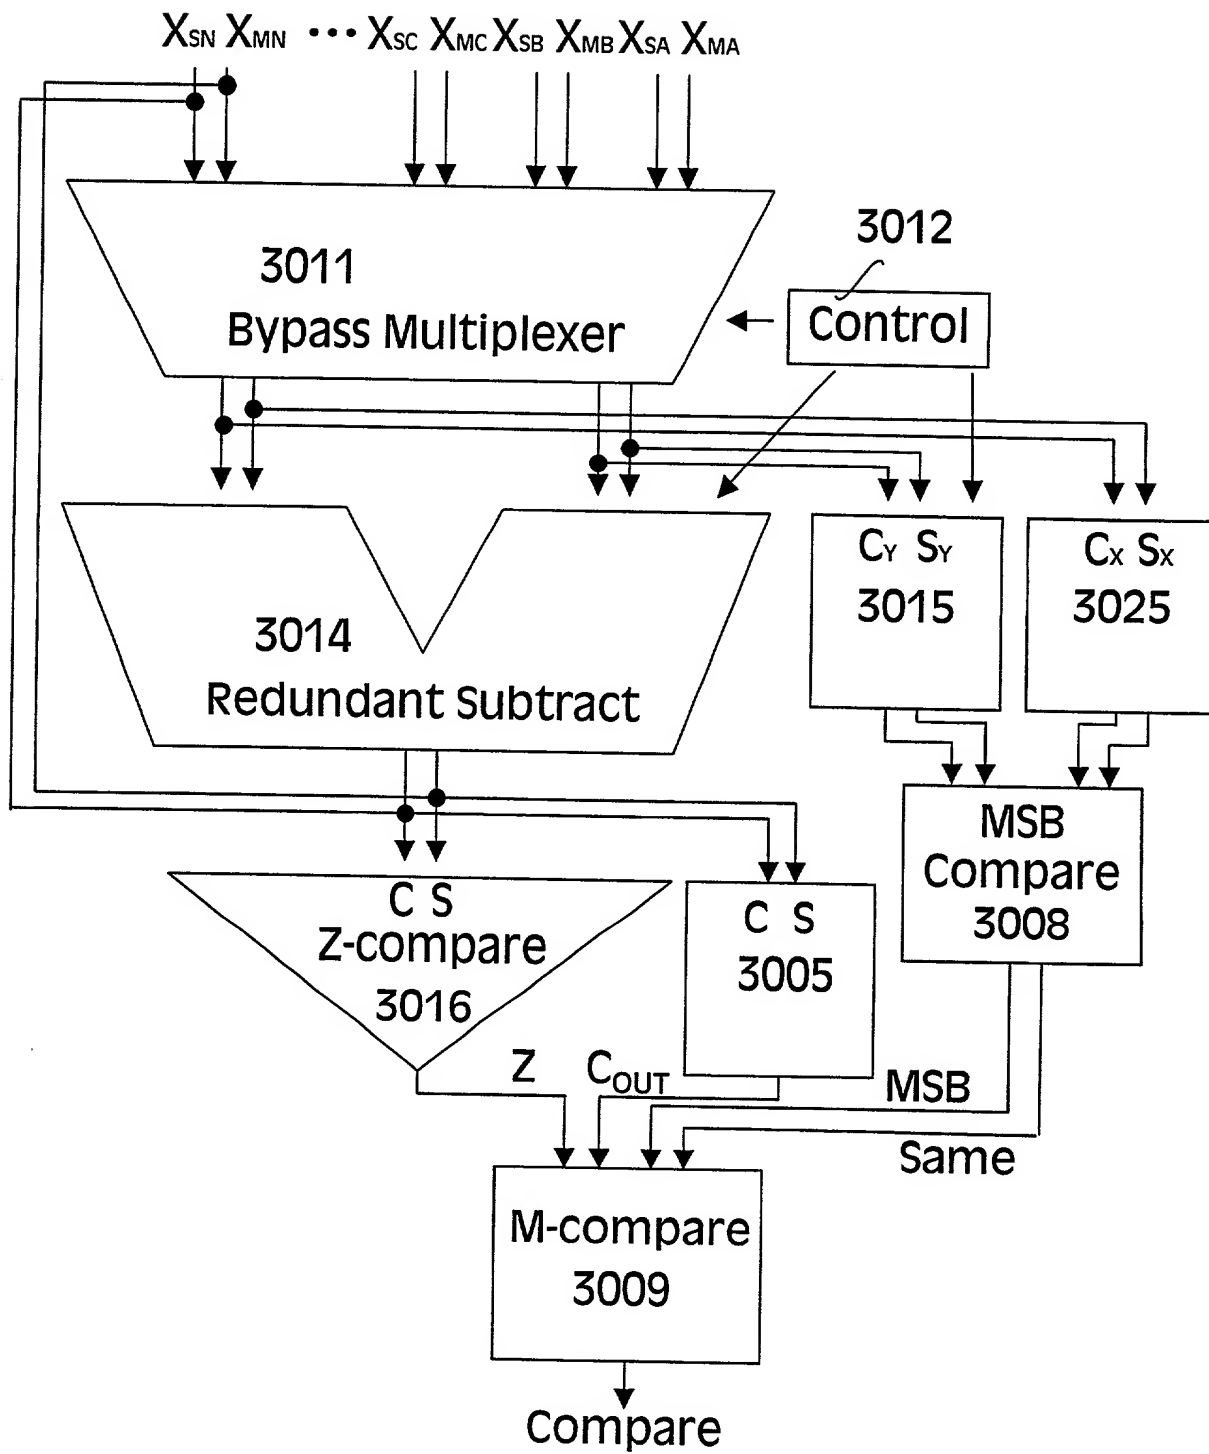 XSN XMN ••• XSC XMC XSB XMB XSA XMA
3012
3011
Bypass Multiplexer
Control
CY SY
3015
CX SX
3025
3014
Redundant Subtract
MSB
Compare
3008
C S
Z-compare
3016
C S
3005
Z
COUT
MSB
Same
M-compare
3009
Compare